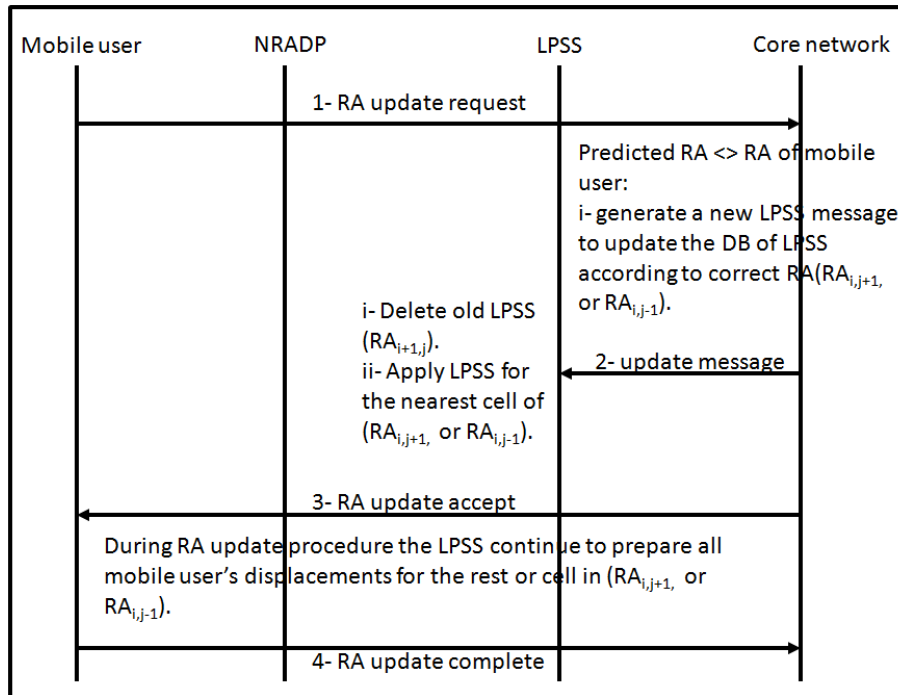 Mobile user NRADP LPSS Core network
1- RA update request
Predicted RA <> RA of mobile
user:
i- generate a new LPSS message
to update the DB of LPSS
according to correct RA(RAi,j+1,
or RAi,j-1).
i- Delete old LPSS
(RAi+1,j).
ii- Apply LPSS for
the nearest cell of
(RAi,j+1, or RAi,j-1).
2- update message
3- RA update accept
During RA update procedure the LPSS continue to prepare all
mobile user's displacements for the rest or cell in (RAi,j+1, or
RAi,j-1).
4- RA update complete